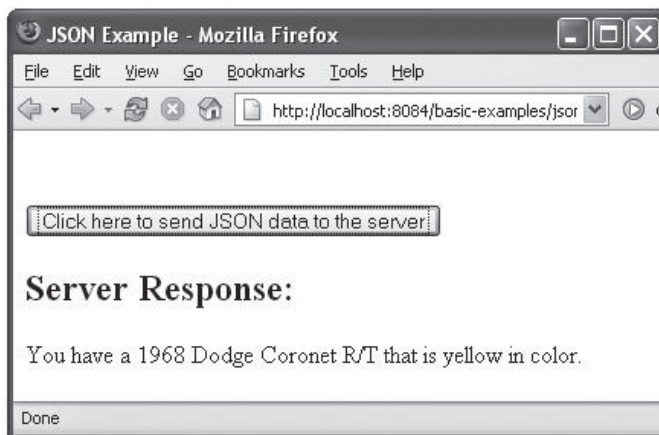 JSON Example - Mozilla Firefox
File Edit View Go Bookmarks Tools Help
http://localhost:8084/basic-examples/jsor
Click here to send JSON data to the server
Server Response:
You have a 1968 Dodge Coronet R/T that is yellow in color.
Done